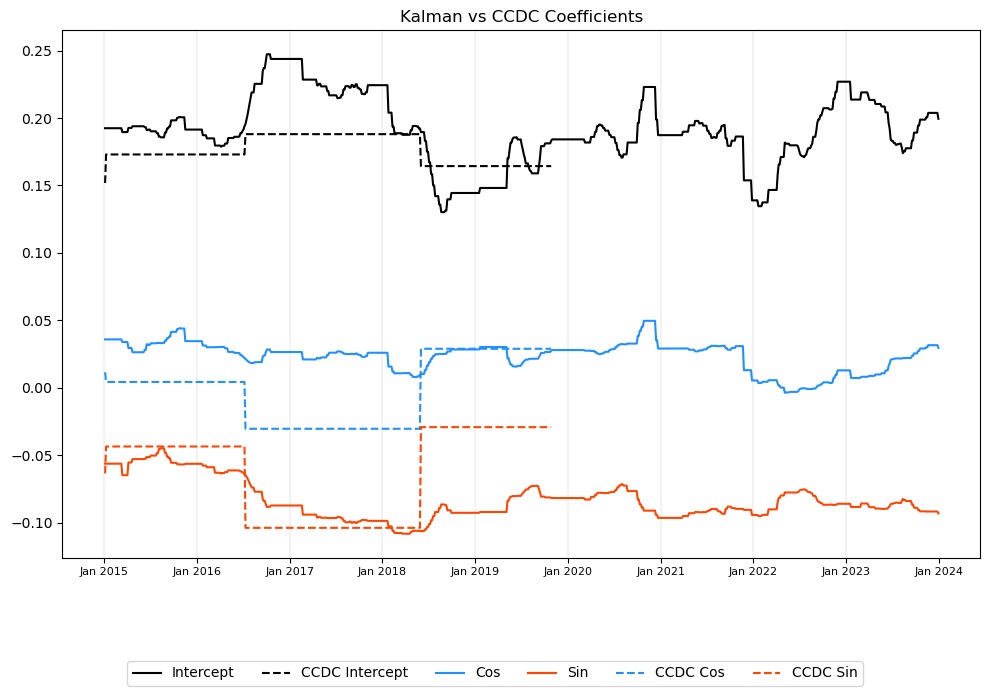 Kalman vs CCDC Coefficients
0.25
0.20
0.15
0.10
0.05
0.00
−0.05
−0.10
Jan 2015 Jan 2016 Jan 2017 Jan 2018 Jan 2019 Jan 2020 Jan 2021 Jan 2022 Jan 2023 Jan 2024
Intercept CCDC Intercept Cos Sin CCDC Cos CCDC Sin